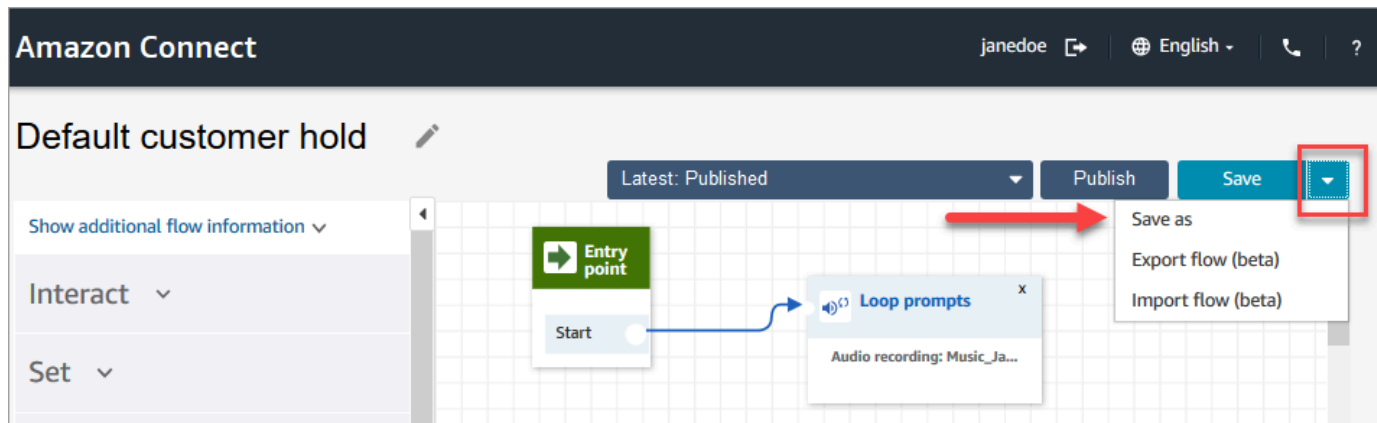 Amazon Connect
janedoe English ?
Default customer hold
Latest: Published Publish Save
Show additional flow information
Save as
Export flow (beta)
Import flow (beta)
Interact
Set
Entry
point
Start
Loop prompts x
Audio recording: Music_Ja...